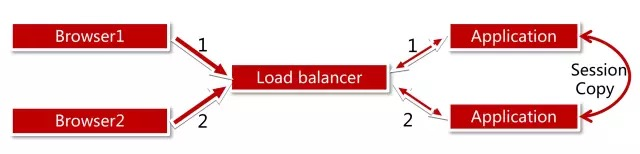 Browser1
1
1
Application
Load balancer
Session
Copy
Browser2
2
2
Application